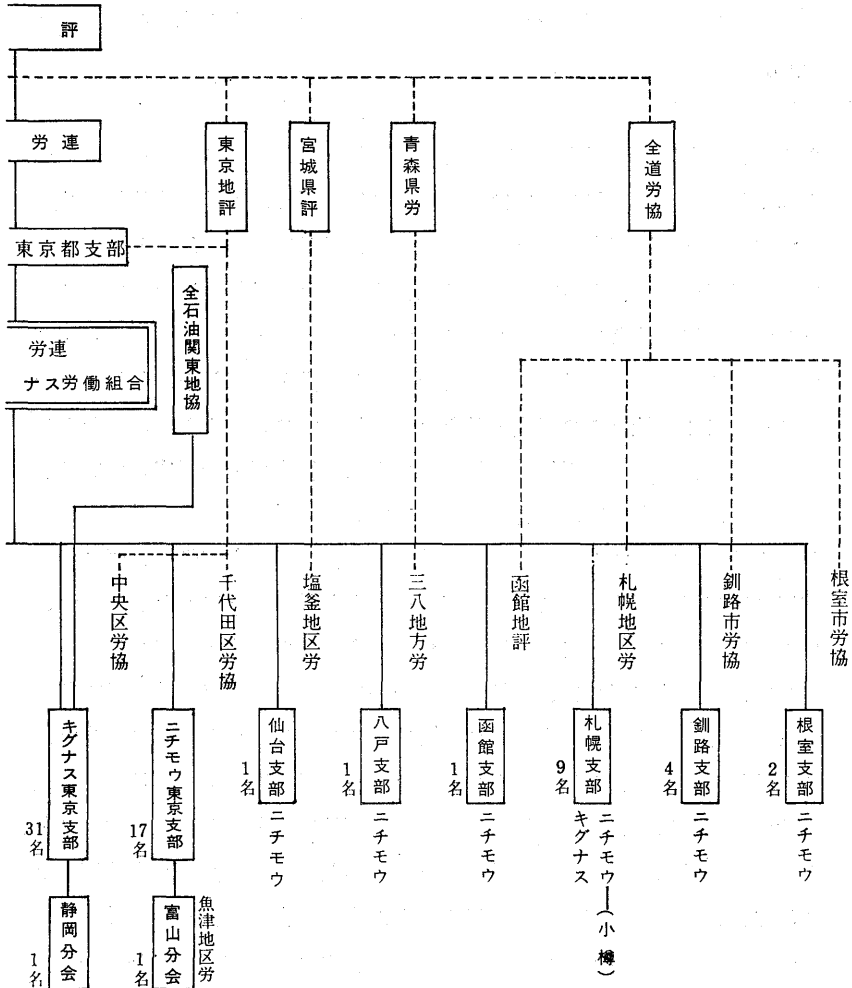 評
労連
東京都支部
労連
ナス労働組合
東京地評
宮城県評
青森県労
全道労協
全石油関東地協
中央区労協
千代田区労協
塩釜地区労
三八地方労
函館地評
札幌地区労
釧路市労協
根室市労協
キグナス東京支部
31名
ニチモウ東京支部
17名
仙台支部
1名
ニチモウ
八戸支部
1名
ニチモウ
函館支部
1名
ニチモウ
札幌支部
9名
ニチモウ―(小樽)
キグナス
釧路支部
4名
ニチモウ
根室支部
2名
ニチモウ
静岡分会
1名
富山分会
1名
魚津地区労